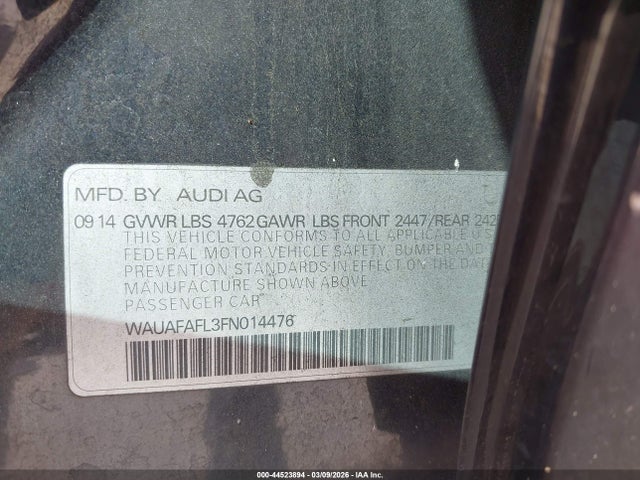 MFD. BY AUDI AG
09 14 GVWR LBS 4762 GAWR LBS FRONT 2447/REAR
THIS VEHICLE CONFORMS TO ALL APPLICABLE
FEDERAL MOTOR VEHICLE SAFETY, BUMPER AND
PREVENTION STANDARDS IN EFFECT ON THE
MANUFACTURE SHOWN ABOVE
PASSENGER CAR
WAUAFAFL3FN014476
000-44523894 | 03/09/2026 | IAA Inc.